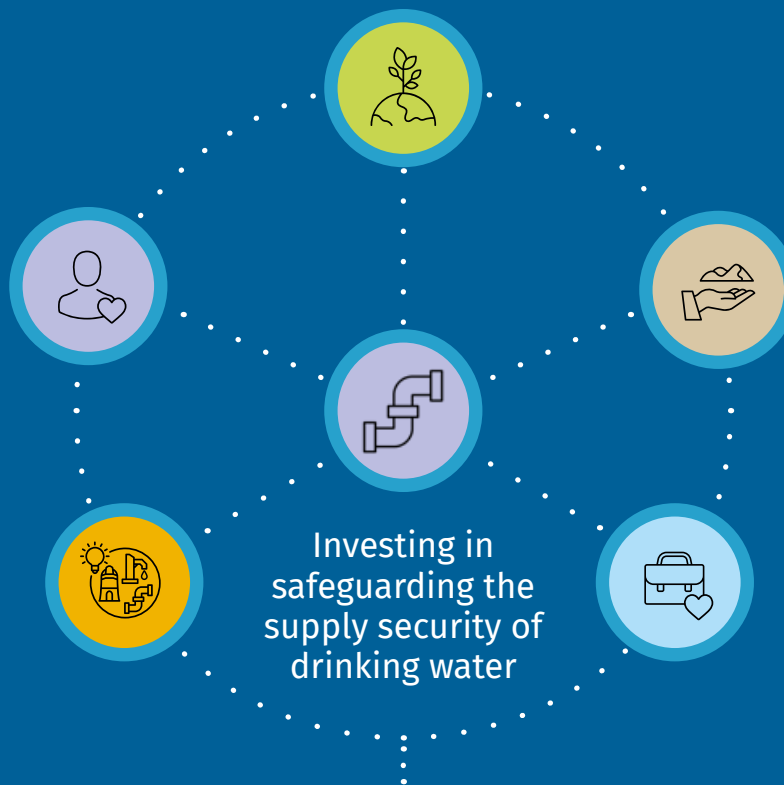 Investing in
safeguarding the
supply security of
drinking water